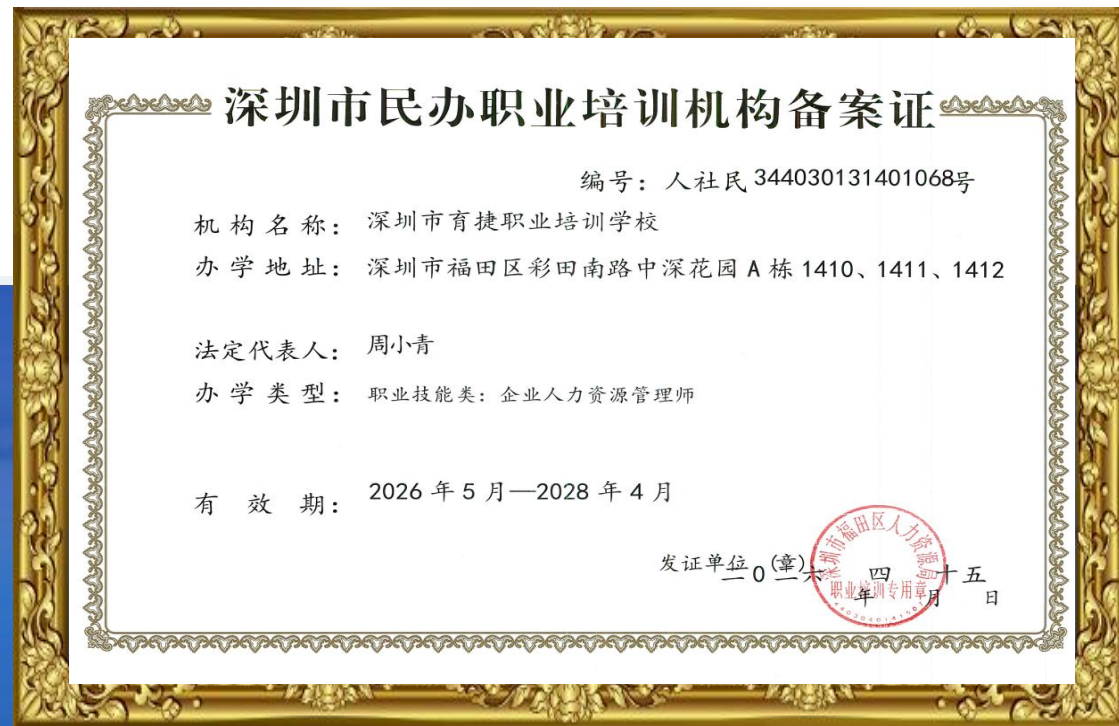 深圳市民办职业培训机构备案证
编号：人社民344030131401068号
机构名称：深圳市育捷职业培训学校
办学地址：深圳市福田区彩田南路中深花园A栋1410、1411、1412
法定代表人：周小青
办学类型：职业技能类：企业人力资源管理师
有效期：2026年5月—2028年4月
发证单位（章）
二0二六年四月十五日
深圳市福田区人力资源局
职业培训专用章